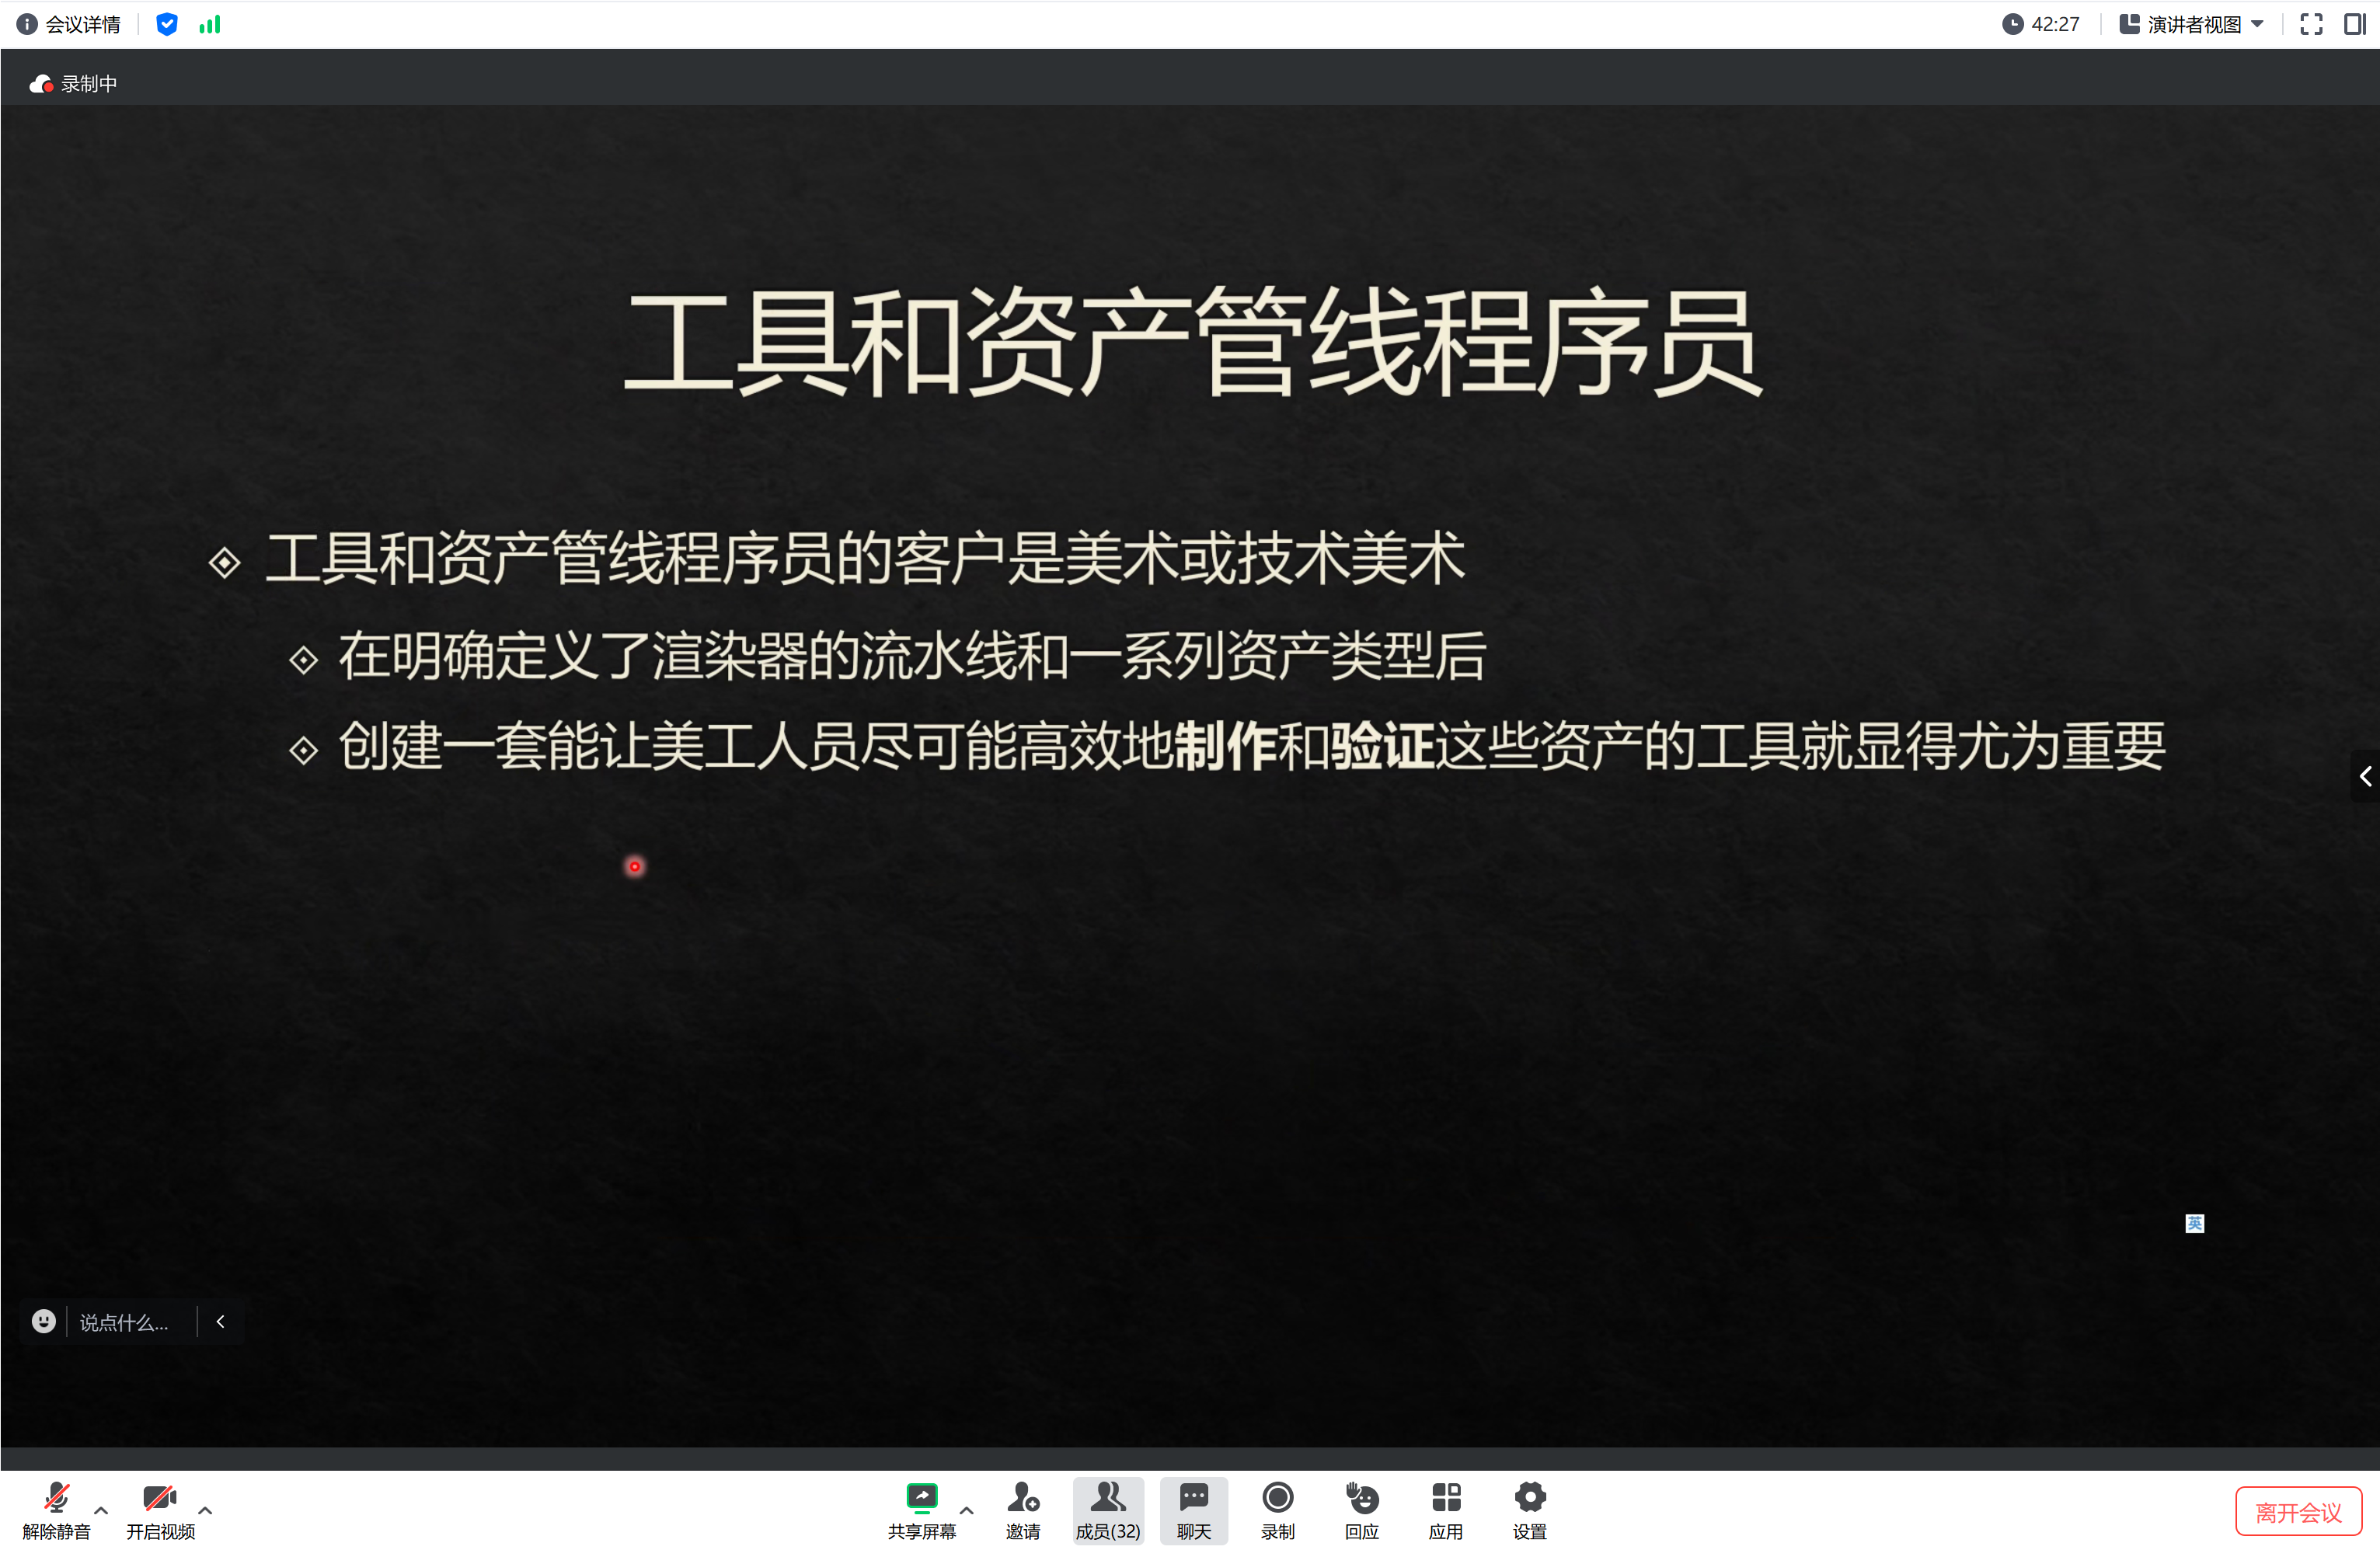 会议详情
42:27
演讲者视图
录制中
工具和资产管线程序员
工具和资产管线程序员的客户是美术或技术美术
在明确定义了渲染器的流水线和一系列资产类型后
创建一套能让美工人员尽可能高效地制作和验证这些资产的工具就显得尤为重要
英
说点什么...
解除静音
开启视频
共享屏幕
邀请
成员(32)
聊天
录制
回应
应用
设置
离开会议